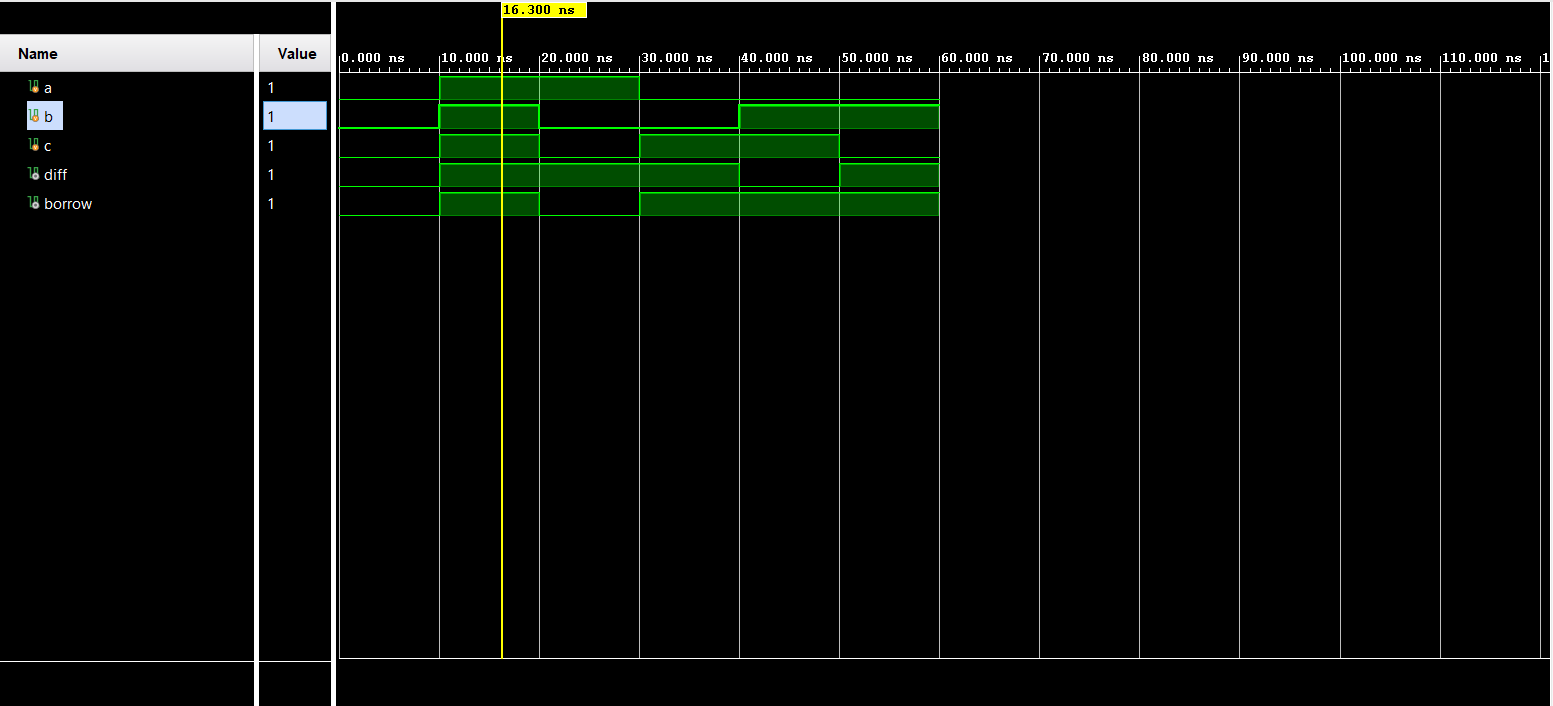 16.300 ns
Name Value
0.000 ns 10.000 ns 20.000 ns 30.000 ns 40.000 ns 50.000 ns 60.000 ns 70.000 ns 80.000 ns 90.000 ns 100.000 ns 110.000 ns 1
a 1
b 1
c 1
diff 1
borrow 1